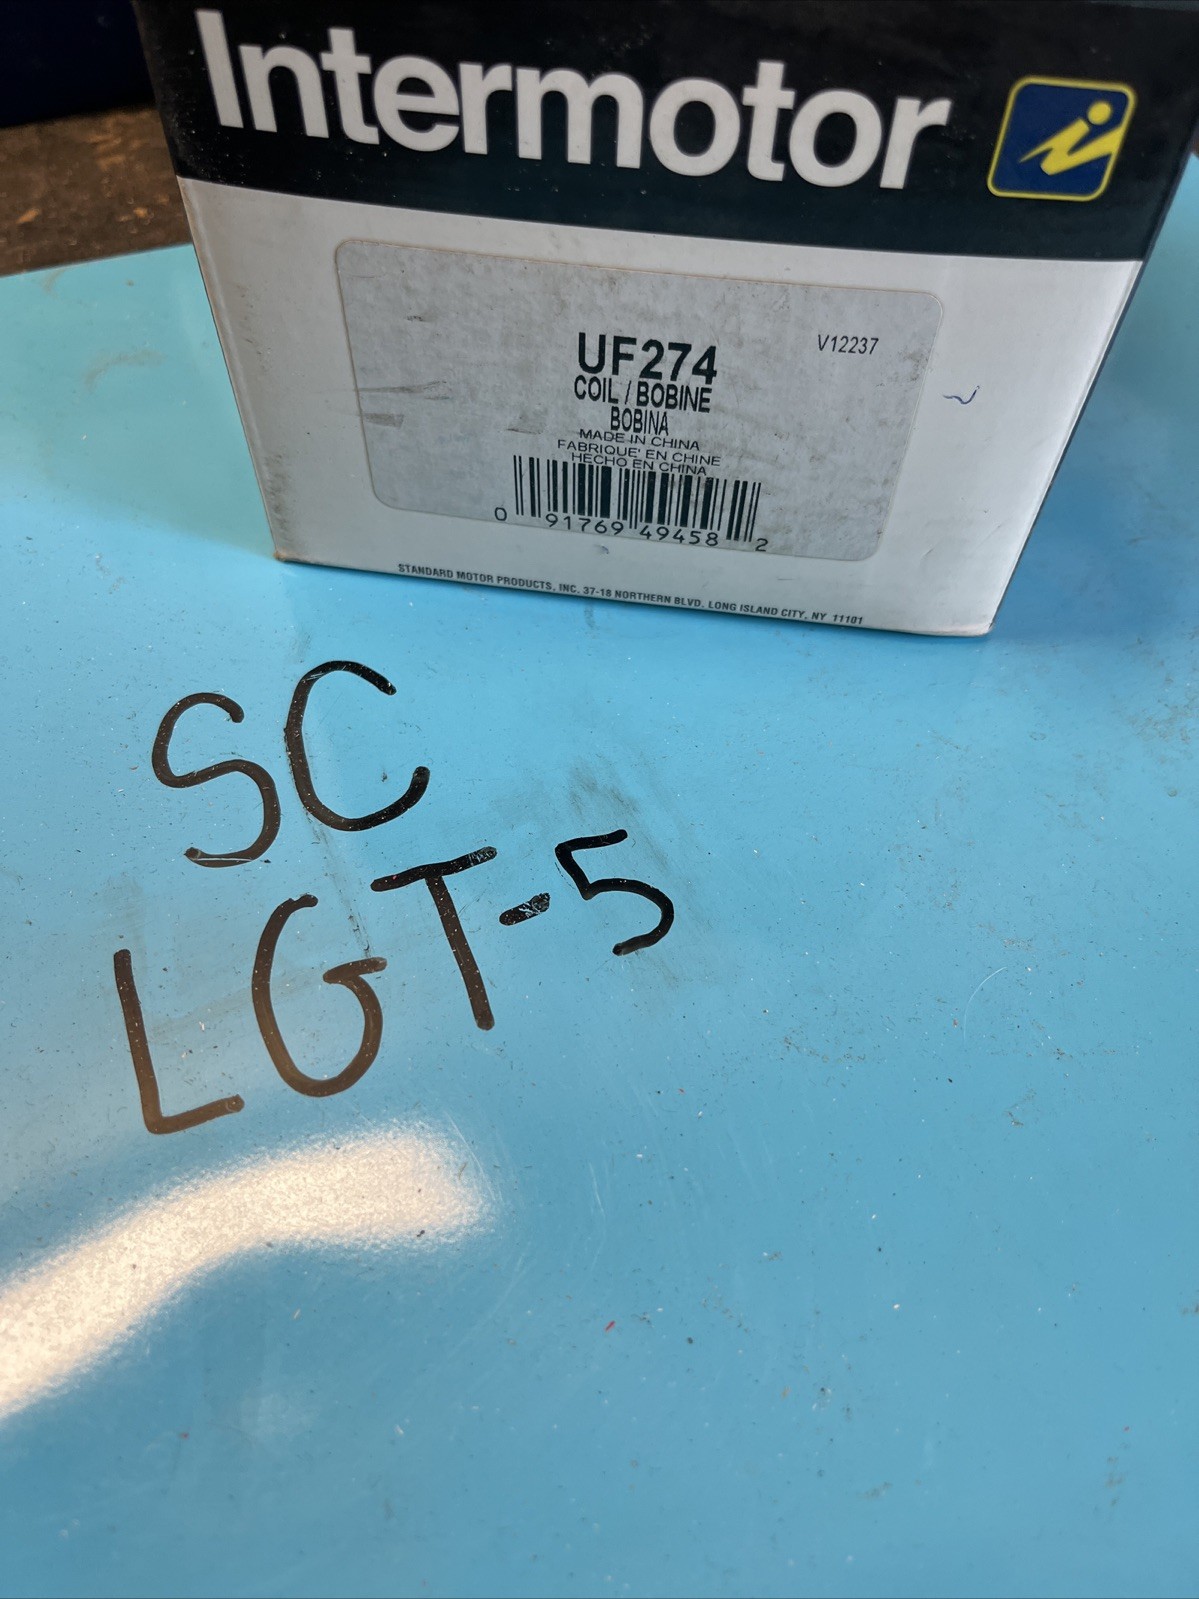 Intermotor
UF274
V12237
COIL / BOBINE
BOBINA
MADE IN CHINA
FABRIQUE' EN CHINE
HECHO EN CHINA
0 91769 49458 2
STANDARD MOTOR PRODUCTS, INC. 37-18 NORTHERN BLVD. LONG ISLAND CITY, NY 11101
SC
LGT-5